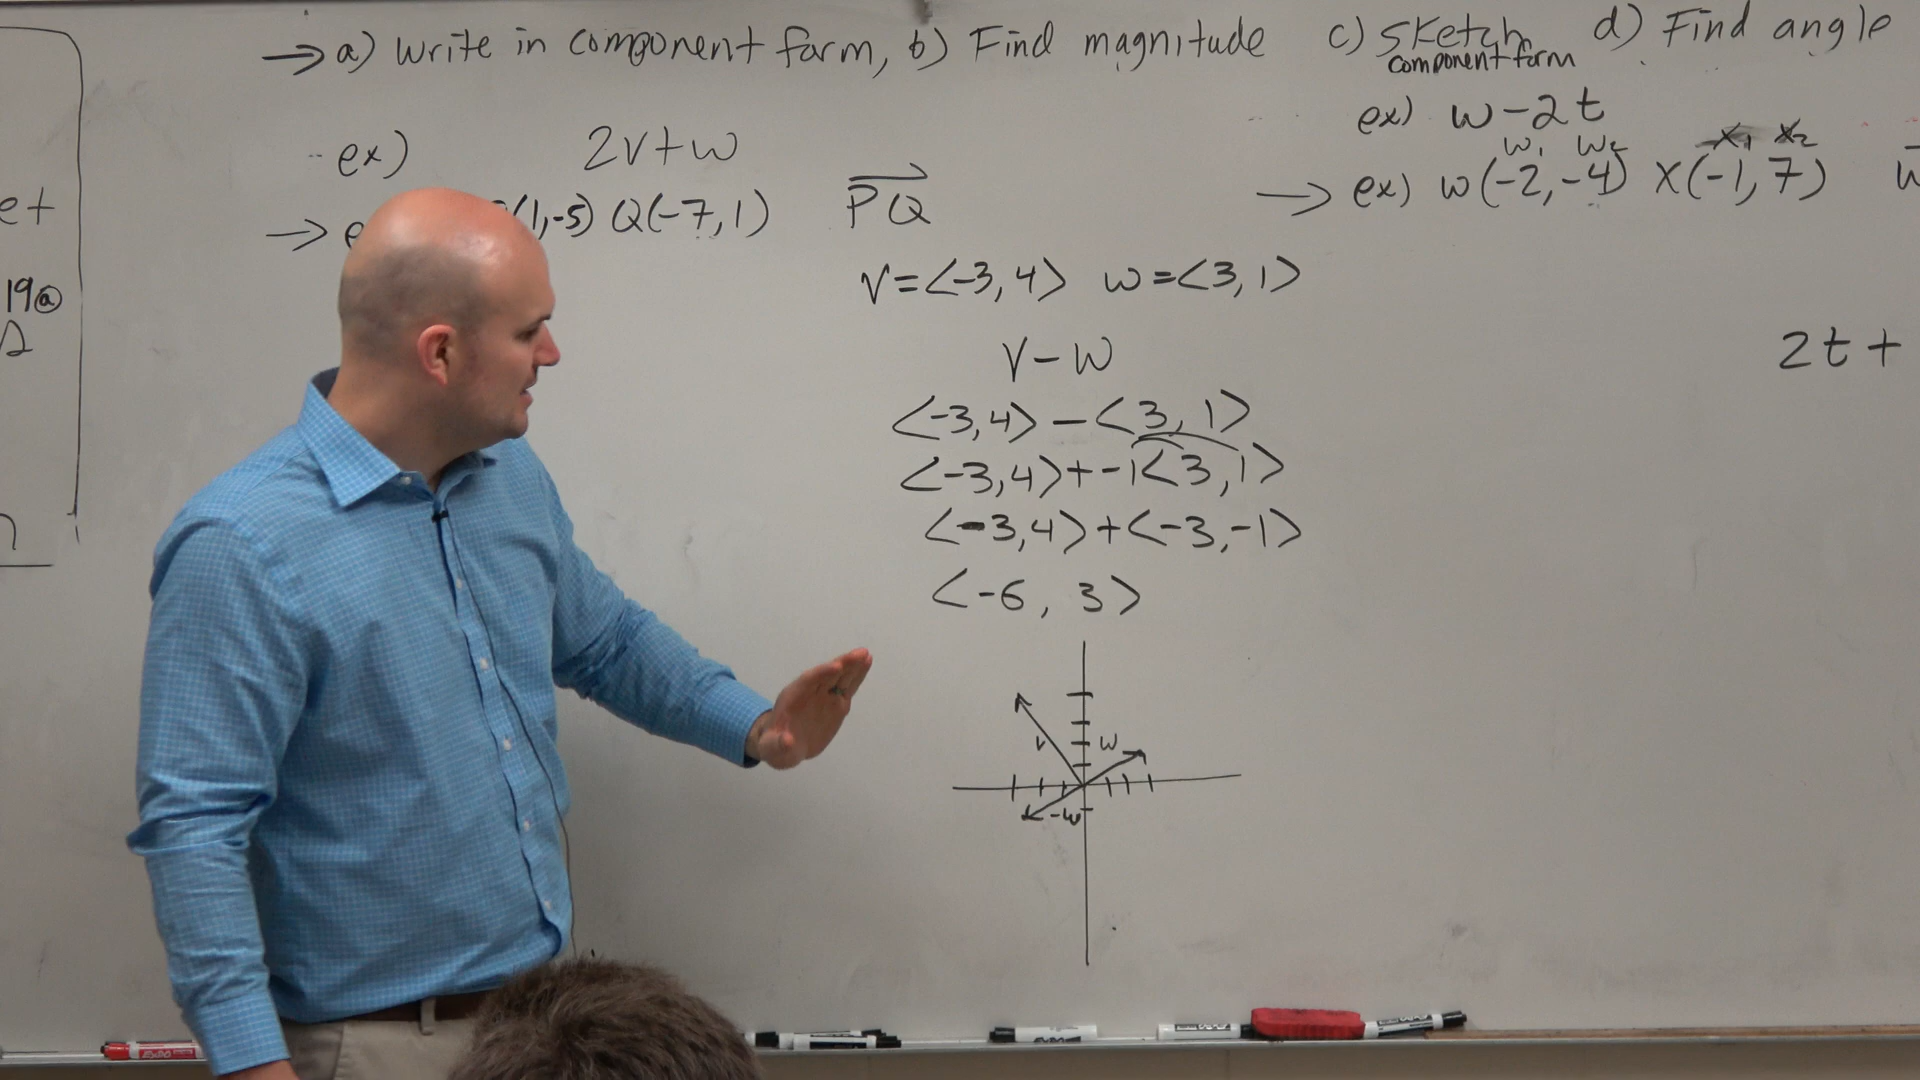 → a) Write in component form, b) Find magnitude c) Sketch d) Find angle
component form
ex) w-2t
ex) 2v+w
w₁ w₂ x₁ x₂
→ ex) w(-2,-4) X(-1,7)
(1,-5) Q(-7,1) PQ
et
v=<-3,4> w=<3,1>
19@
v-w
2t+
<-3,4>-<3,1>
<-3,4>+-1<3,1>
<-3,4>+<-3,-1>
<-6, 3>
v w
-w